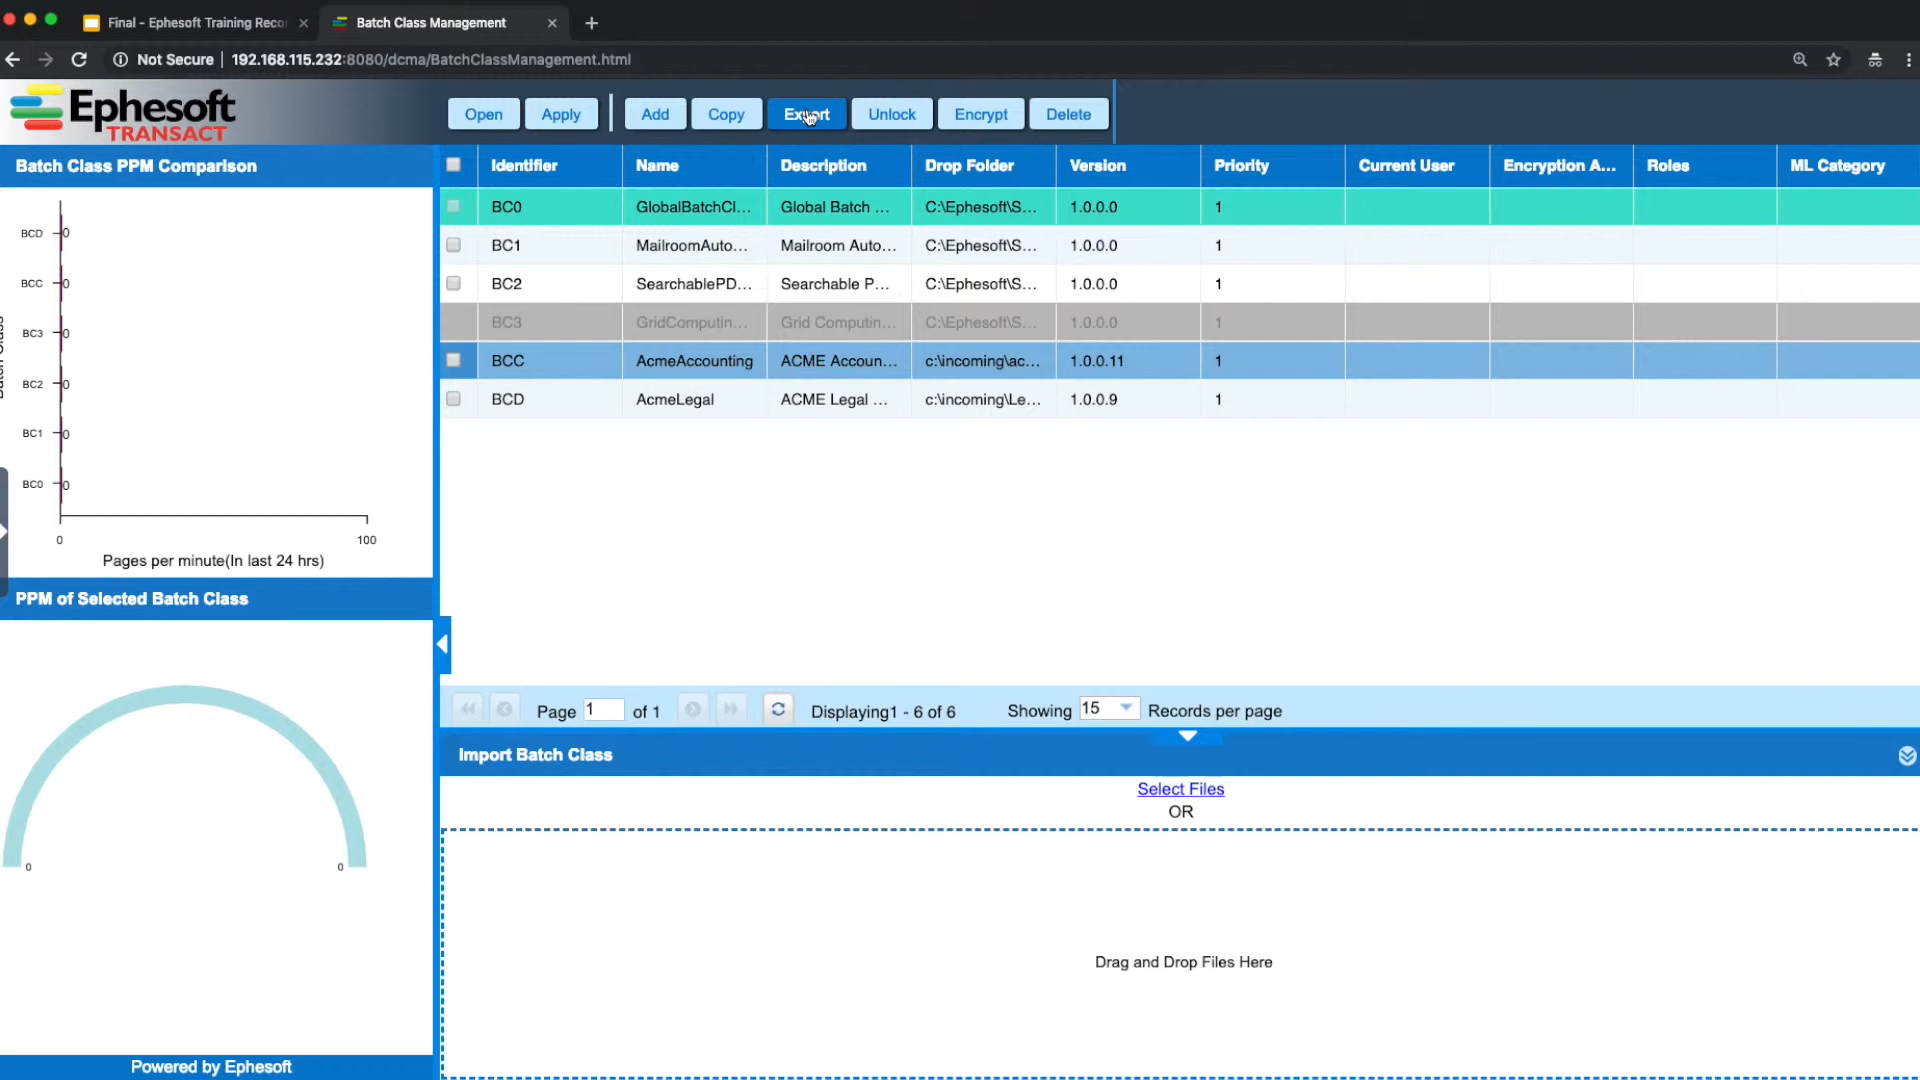 Final - Ephesoft Training Reco
Batch Class Management
Not Secure 192.168.115.232:8080/dcma/BatchClassManagement.html
Ephesoft
TRANSACT
Open Apply Add Copy Export Unlock Encrypt Delete
Batch Class PPM Comparison
BCD 0
BCC 0
BC3 0
BC2 0
BC1 0
BC0 0
0 100
Pages per minute(In last 24 hrs)
PPM of Selected Batch Class
0 0
Powered by Ephesoft
Identifier Name Description Drop Folder Version Priority Current User Encryption A... Roles ML Category
BC0 GlobalBatchCl... Global Batch ... C:\Ephesoft\S... 1.0.0.0 1
BC1 MailroomAuto... Mailroom Auto... C:\Ephesoft\S... 1.0.0.0 1
BC2 SearchablePD... Searchable P... C:\Ephesoft\S... 1.0.0.0 1
BC3 GridComputin... Grid Computin... C:\Ephesoft\S... 1.0.0.0 1
BCC AcmeAccounting ACME Accoun... c:\incoming\ac... 1.0.0.11 1
BCD AcmeLegal ACME Legal ... c:\incoming\Le... 1.0.0.9 1
Page 1 of 1 Displaying1 - 6 of 6 Showing 15 Records per page
Import Batch Class
Select Files
OR
Drag and Drop Files Here